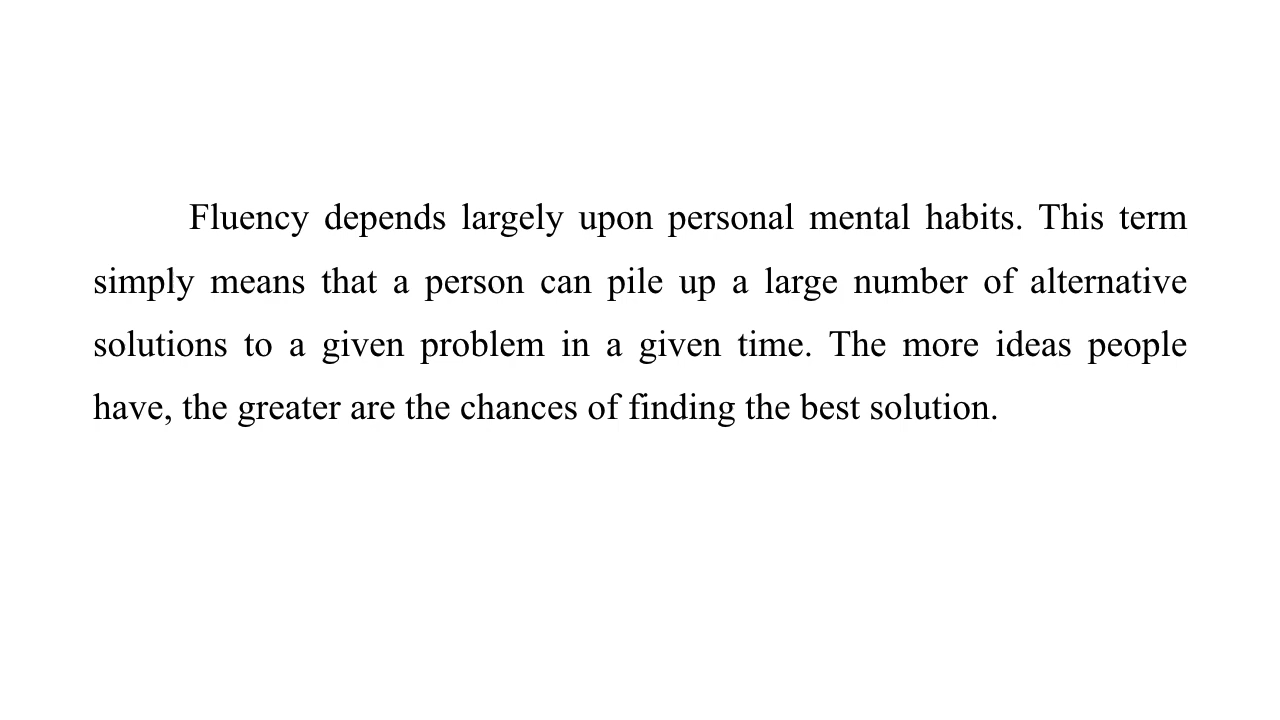 Fluency depends largely upon personal mental habits. This term
simply means that a person can pile up a large number of alternative
solutions to a given problem in a given time. The more ideas people
have, the greater are the chances of finding the best solution.